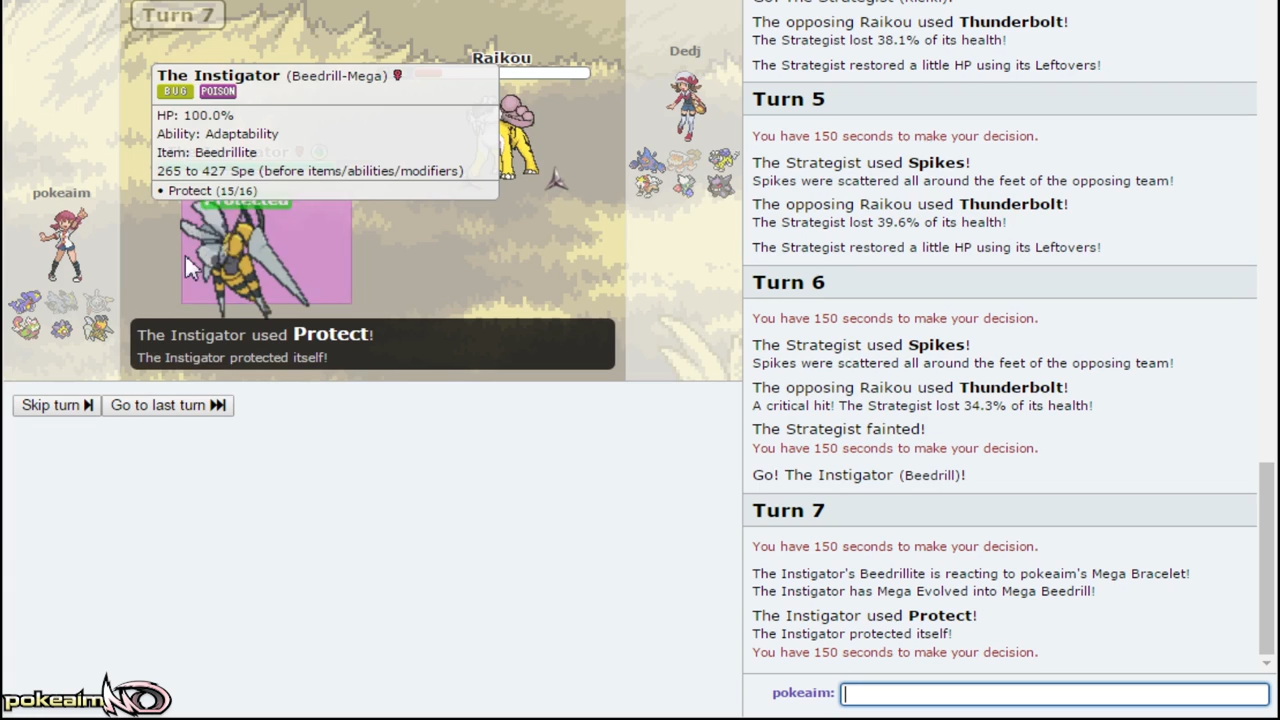 Turn 7
Raikou
Dedj
pokeaim
The Instigator (Beedrill-Mega)
BUG POISON
HP: 100.0%
Ability: Adaptability
Item: Beedrillite
265 to 427 Spe (before items/abilities/modifiers)
• Protect (15/16)
Protected
The Instigator used Protect!
The Instigator protected itself!
Skip turn
Go to last turn
The opposing Raikou used Thunderbolt!
The Strategist lost 38.1% of its health!
The Strategist restored a little HP using its Leftovers!
Turn 5
You have 150 seconds to make your decision.
The Strategist used Spikes!
Spikes were scattered all around the feet of the opposing team!
The opposing Raikou used Thunderbolt!
The Strategist lost 39.6% of its health!
The Strategist restored a little HP using its Leftovers!
Turn 6
You have 150 seconds to make your decision.
The Strategist used Spikes!
Spikes were scattered all around the feet of the opposing team!
The opposing Raikou used Thunderbolt!
A critical hit! The Strategist lost 34.3% of its health!
The Strategist fainted!
You have 150 seconds to make your decision.
Go! The Instigator (Beedrill)!
Turn 7
You have 150 seconds to make your decision.
The Instigator's Beedrillite is reacting to pokeaim's Mega Bracelet!
The Instigator has Mega Evolved into Mega Beedrill!
The Instigator used Protect!
The Instigator protected itself!
You have 150 seconds to make your decision.
pokeaim:
pokeaimNO